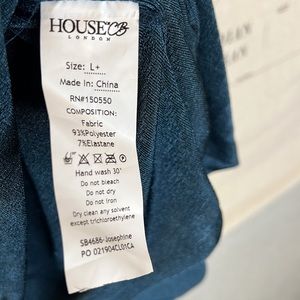 HOUSE OF CB
LONDON
Size: L+
Made In: China
RN#150550
COMPOSITION:
Fabric
93%Polyester
7%Elastane
Hand wash 30°
Do not bleach
Do not dry
Do not iron
Dry clean any solvent
except trichloroethylene
SB4686-Josephine
PO 021904CL01CA